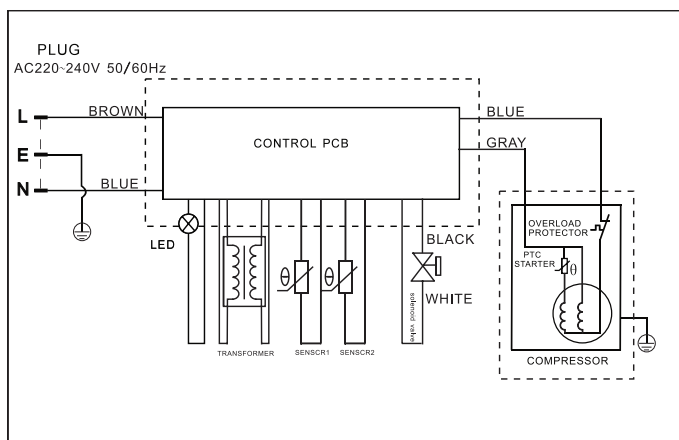 PLUG
AC220~240V 50/60Hz
L
BROWN
E
N
BLUE
CONTROL PCB
BLUE
GRAY
LED
TRANSFORMER
θ
SENSCR1
θ
SENSCR2
BLACK
WHITE
solenoid valve
OVERLOAD
PROTECTOR
PTC
STARTER
θ
COMPRESSOR